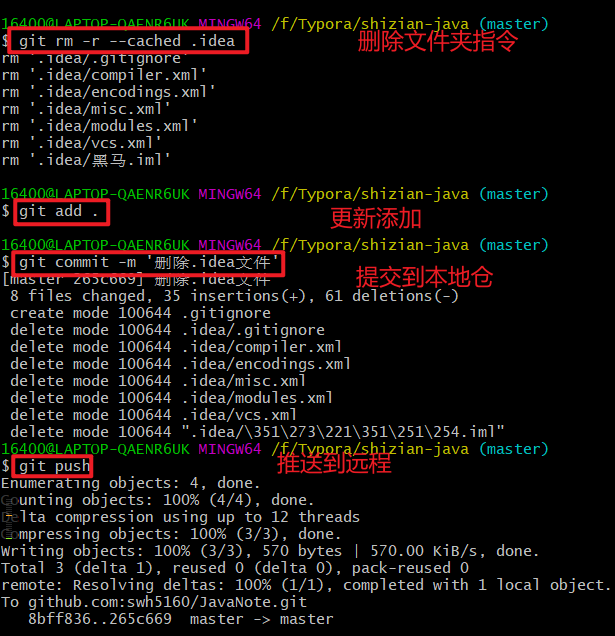 16400@LAPTOP-QAENR6UK MINGW64 /f/Typora/shizian-java (master)
$ git rm -r --cached .idea 删除文件夹指令
rm '.idea/.gitignore'
rm '.idea/compiler.xml'
rm '.idea/encodings.xml'
rm '.idea/misc.xml'
rm '.idea/modules.xml'
rm '.idea/vcs.xml'
rm '.idea/黑马.iml'
16400@LAPTOP-QAENR6UK MINGW64 /f/Typora/shizian-java (master)
$ git add . 更新添加
16400@LAPTOP-QAENR6UK MINGW64 /f/Typora/shizian-java (master)
$ git commit -m '删除.idea文件' 提交到本地仓
[master 265c669] 删除.idea文件
8 files changed, 35 insertions(+), 61 deletions(-)
create mode 100644 .gitignore
delete mode 100644 .idea/.gitignore
delete mode 100644 .idea/compiler.xml
delete mode 100644 .idea/encodings.xml
delete mode 100644 .idea/misc.xml
delete mode 100644 .idea/modules.xml
delete mode 100644 .idea/vcs.xml
delete mode 100644 ".idea/\351\273\221\351\251\254.iml"
16400@LAPTOP-QAENR6UK MINGW64 /f/Typora/shizian-java (master)
$ git push 推送到远程
Enumerating objects: 4, done.
Counting objects: 100% (4/4), done.
Delta compression using up to 12 threads
Compressing objects: 100% (3/3), done.
Writing objects: 100% (3/3), 570 bytes | 570.00 KiB/s, done.
Total 3 (delta 1), reused 0 (delta 0), pack-reused 0
remote: Resolving deltas: 100% (1/1), completed with 1 local object.
To github.com:swh5160/JavaNote.git
8bff836..265c669 master -> master